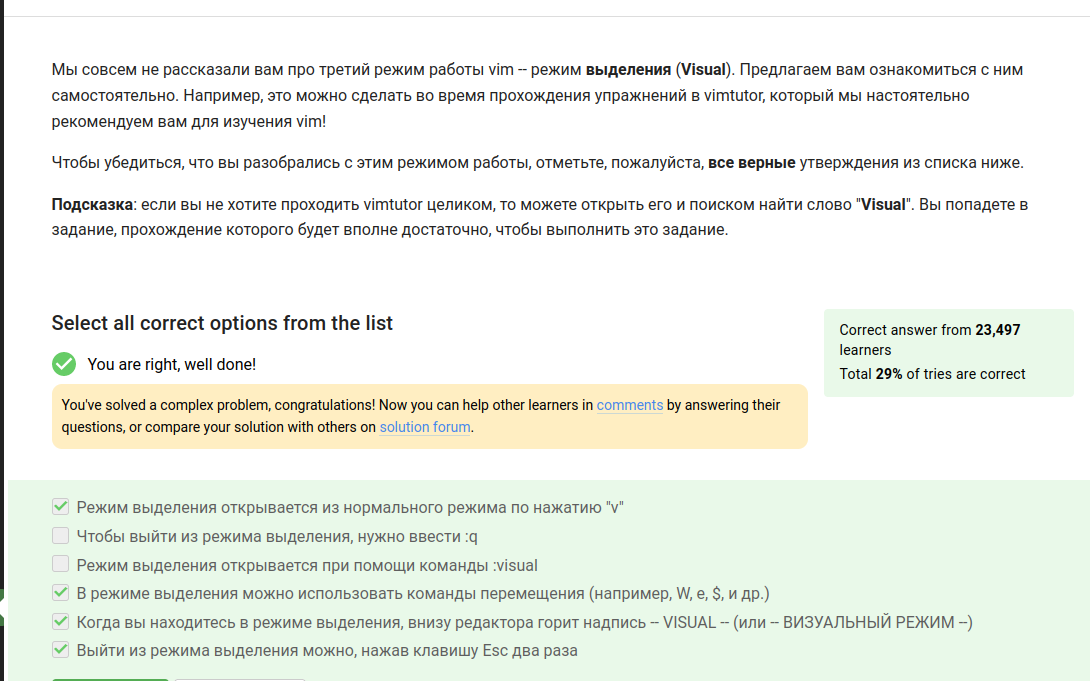 Мы совсем не рассказали вам про третий режим работы vim -- режим выделения (Visual). Предлагаем вам ознакомиться с ним
самостоятельно. Например, это можно сделать во время прохождения упражнений в vimtutor, который мы настоятельно
рекомендуем вам для изучения vim!
Чтобы убедиться, что вы разобрались с этим режимом работы, отметьте, пожалуйста, все верные утверждения из списка ниже.
Подсказка: если вы не хотите проходить vimtutor целиком, то можете открыть его и поиском найти слово "Visual". Вы попадете в
задание, прохождение которого будет вполне достаточно, чтобы выполнить это задание.
Select all correct options from the list
You are right, well done!
You've solved a complex problem, congratulations! Now you can help other learners in comments by answering their
questions, or compare your solution with others on solution forum.
Correct answer from 23,497
learners
Total 29% of tries are correct
Режим выделения открывается из нормального режима по нажатию "v"
Чтобы выйти из режима выделения, нужно ввести :q
Режим выделения открывается при помощи команды :visual
В режиме выделения можно использовать команды перемещения (например, W, e, $, и др.)
Когда вы находитесь в режиме выделения, внизу редактора горит надпись -- VISUAL -- (или -- ВИЗУАЛЬНЫЙ РЕЖИМ --)
Выйти из режима выделения можно, нажав клавишу Esc два раза